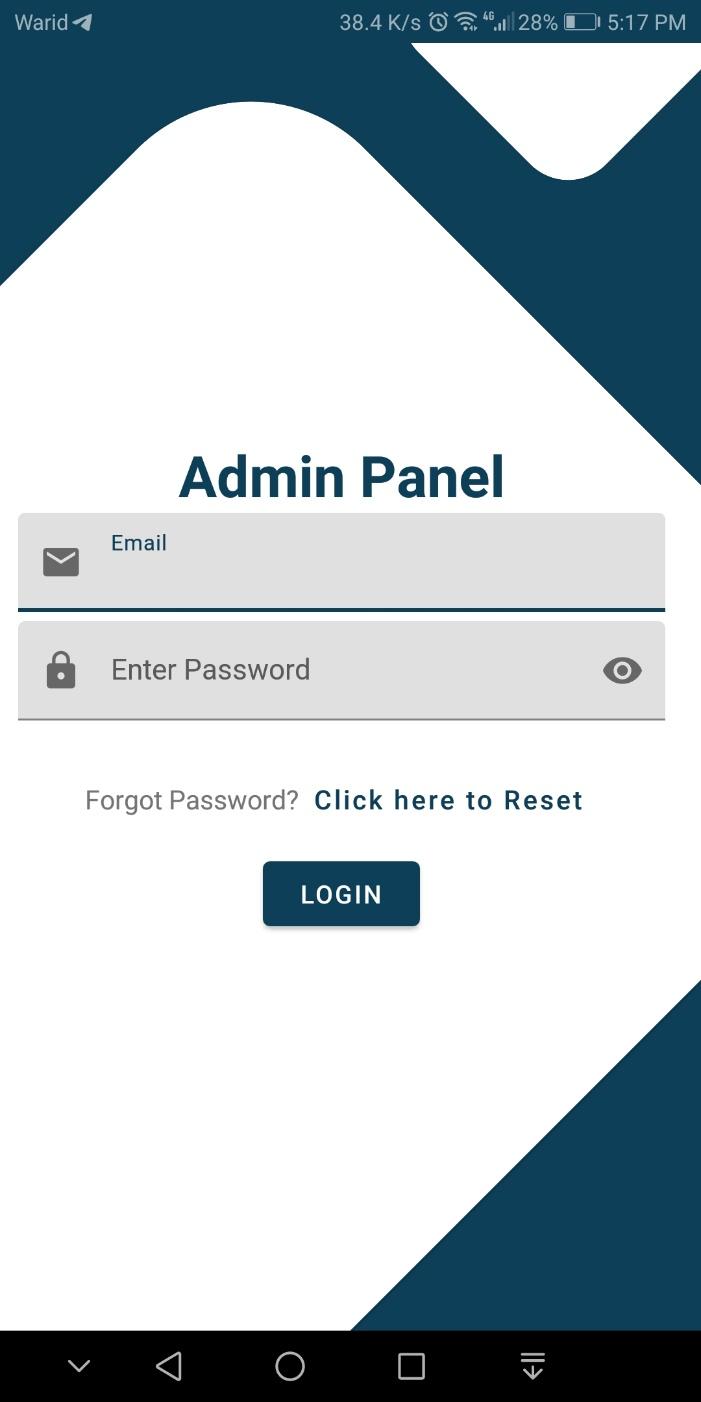 Warid 38.4 K/s 4G 28% 5:17 PM
Admin Panel
Email
Enter Password
Forgot Password? Click here to Reset
LOGIN